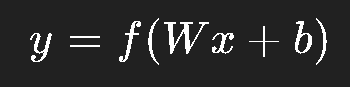 y = f(Wx + b)